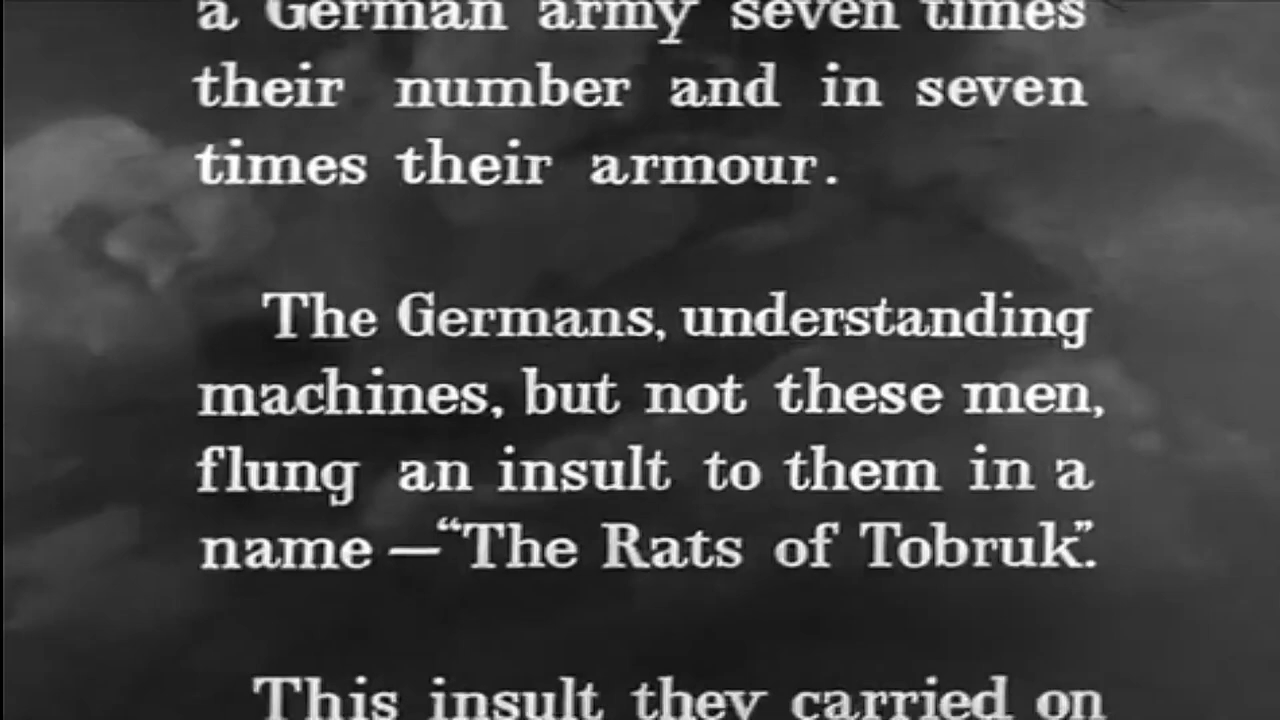 a German army seven times
their number and in seven
times their armour.
The Germans, understanding
machines, but not these men,
flung an insult to them in a
name—“The Rats of Tobruk”.
This insult they carried on